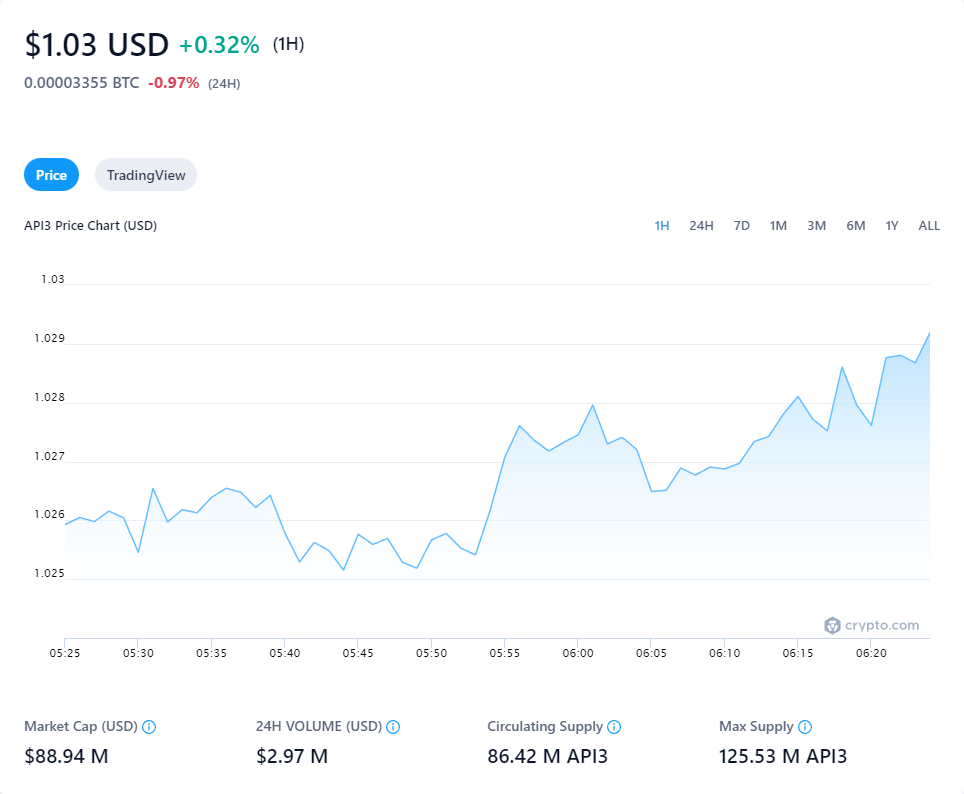 $1.03 USD +0.32% (1H)
0.00003355 BTC -0.97% (24H)
Price TradingView
API3 Price Chart (USD) 1H 24H 7D 1M 3M 6M 1Y ALL
1.03
1.029
1.028
1.027
1.026
1.025
crypto.com
05:25 05:30 05:35 05:40 05:45 05:50 05:55 06:00 06:05 06:10 06:15 06:20
Market Cap (USD) 24H VOLUME (USD) Circulating Supply Max Supply
$88.94 M $2.97 M 86.42 M API3 125.53 M API3